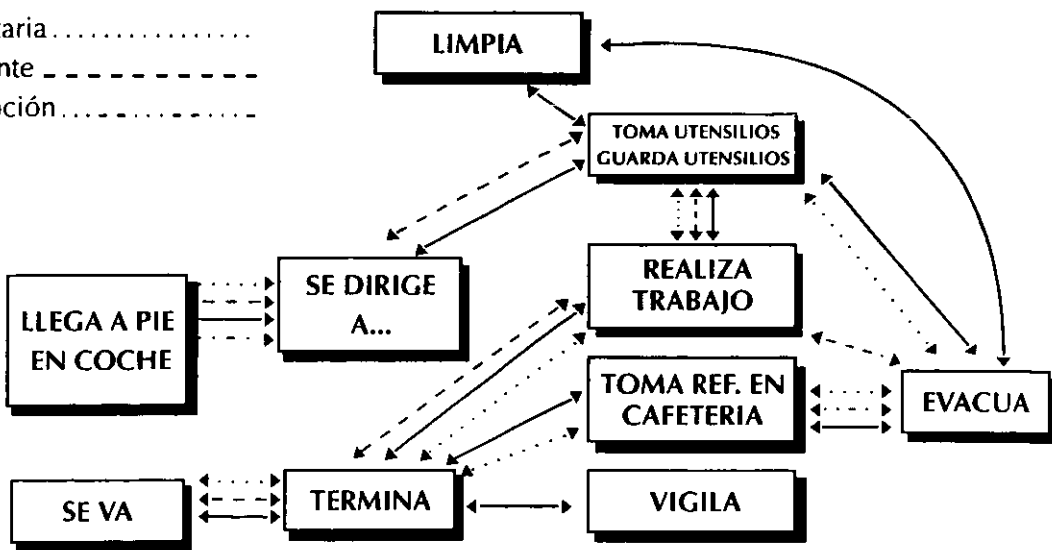 LIMPIA
TOMA UTENSILIOS
GUARDA UTENSILIOS
LLEGA A PIE
EN COCHE
SE DIRIGE
A...
REALIZA
TRABAJO
TOMA REF. EN
CAFETERIA
EVACUA
SE VA
TERMINA
VIGILA